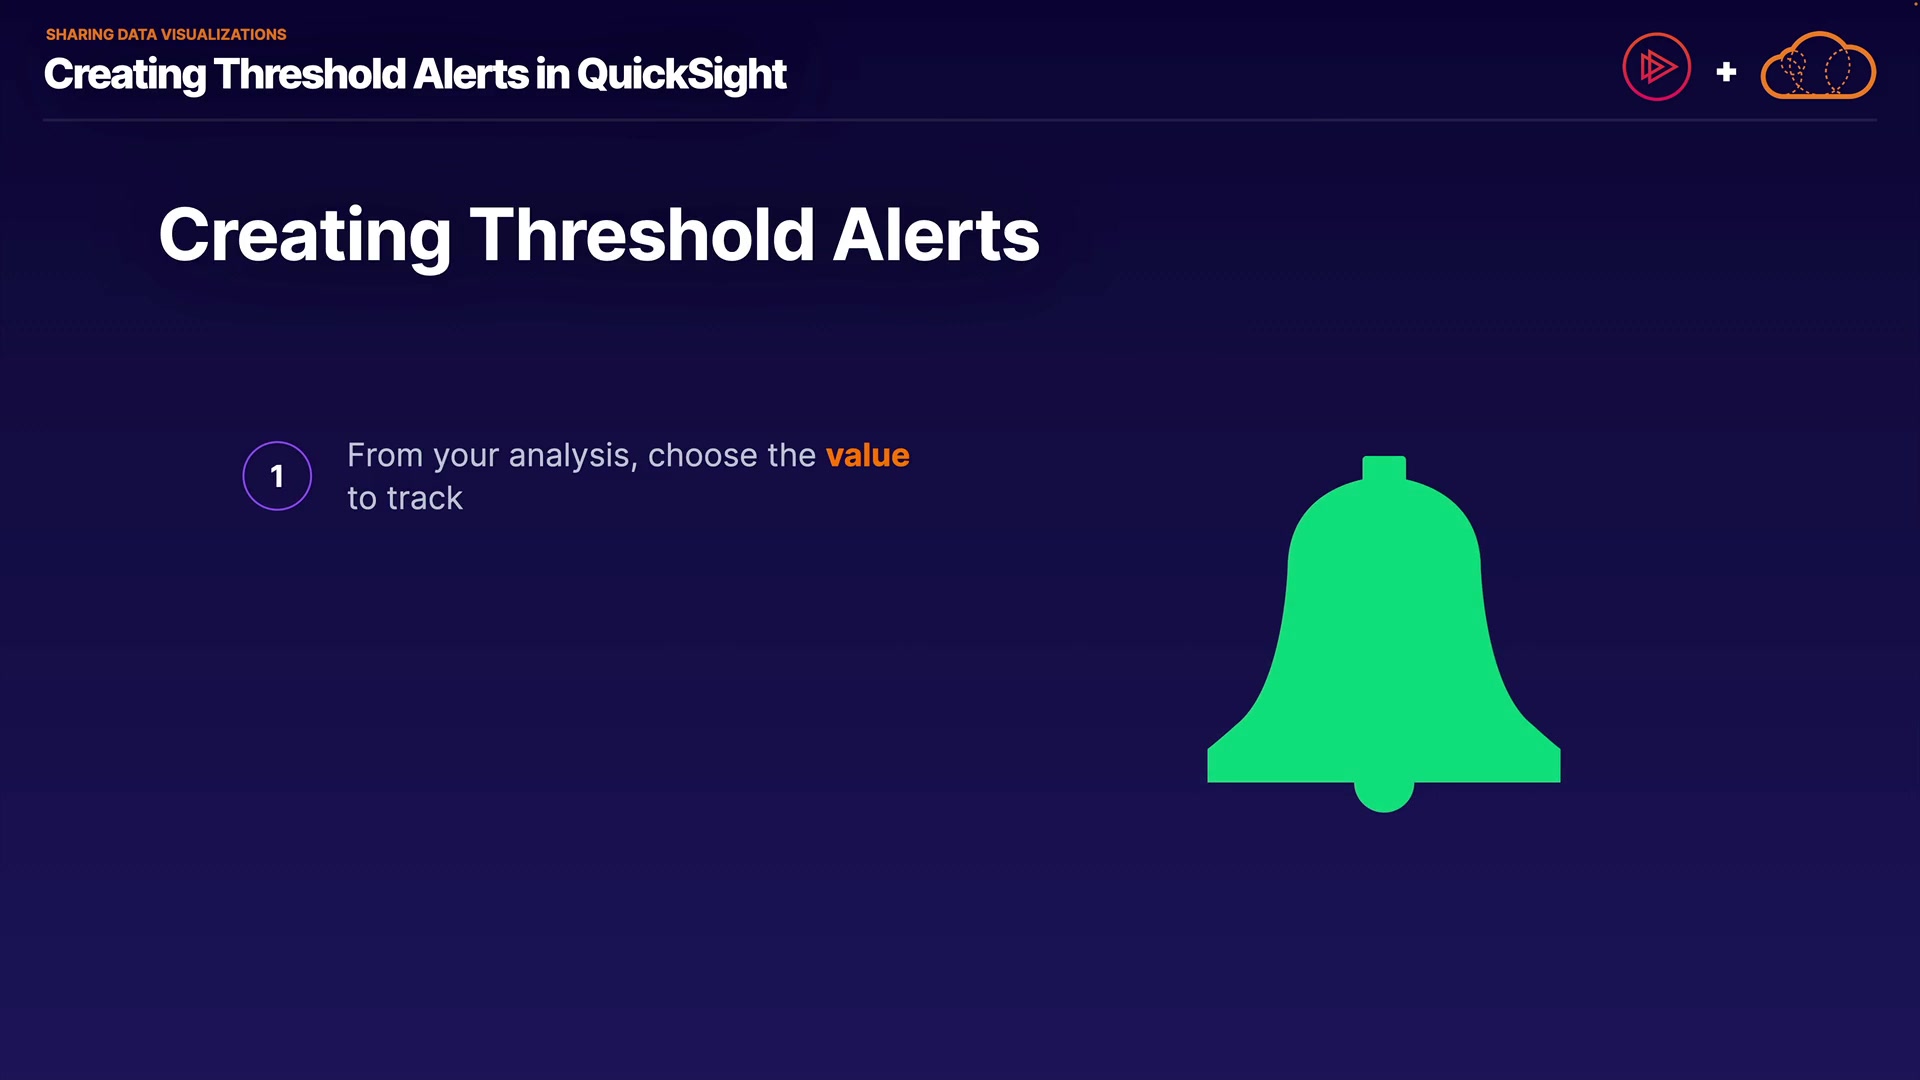 SHARING DATA VISUALIZATIONS
Creating Threshold Alerts in QuickSight
+
Creating Threshold Alerts
1
From your analysis, choose the value
to track